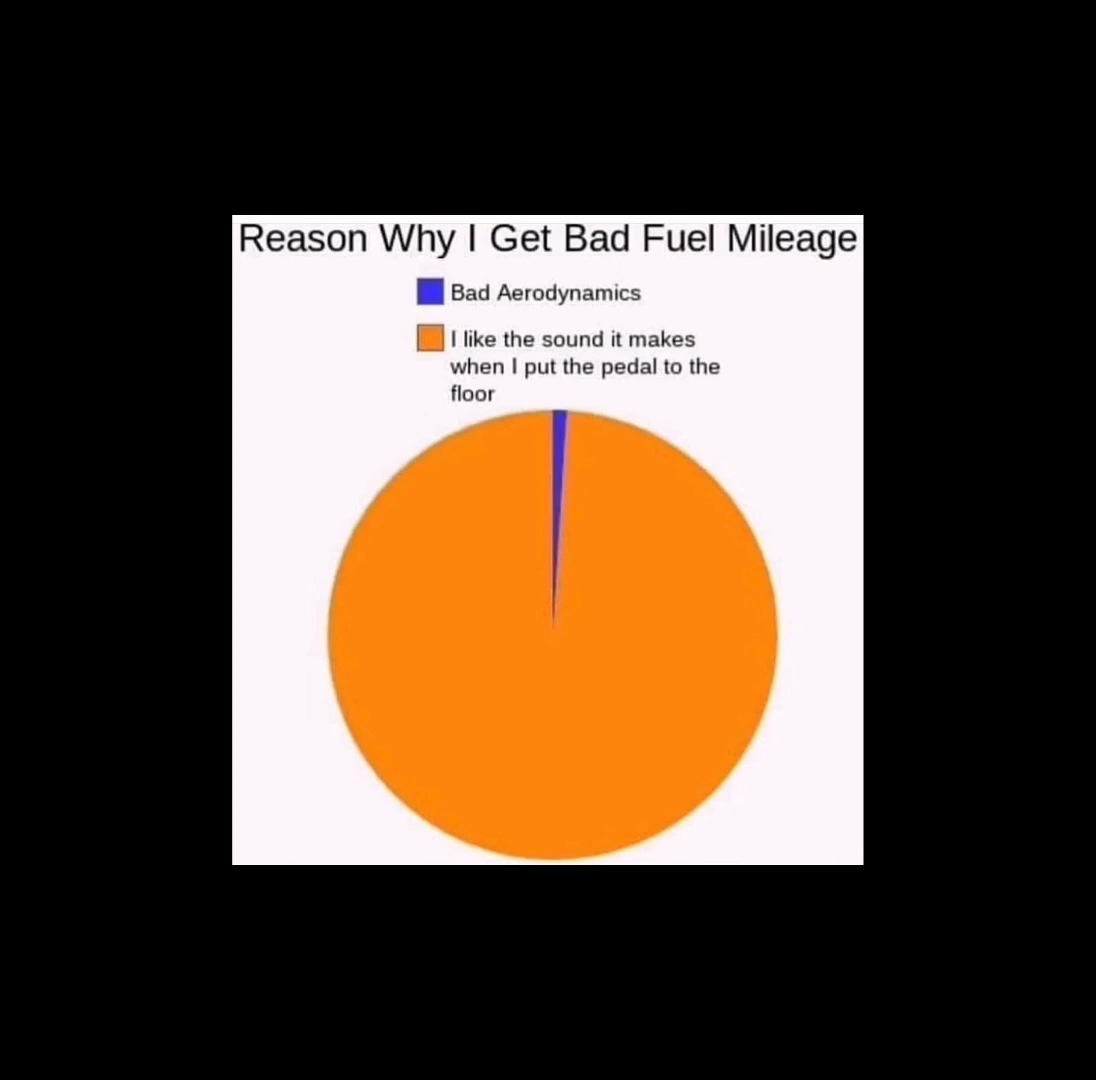 Reason Why I Get Bad Fuel Mileage
Bad Aerodynamics
I like the sound it makes
when I put the pedal to the
floor